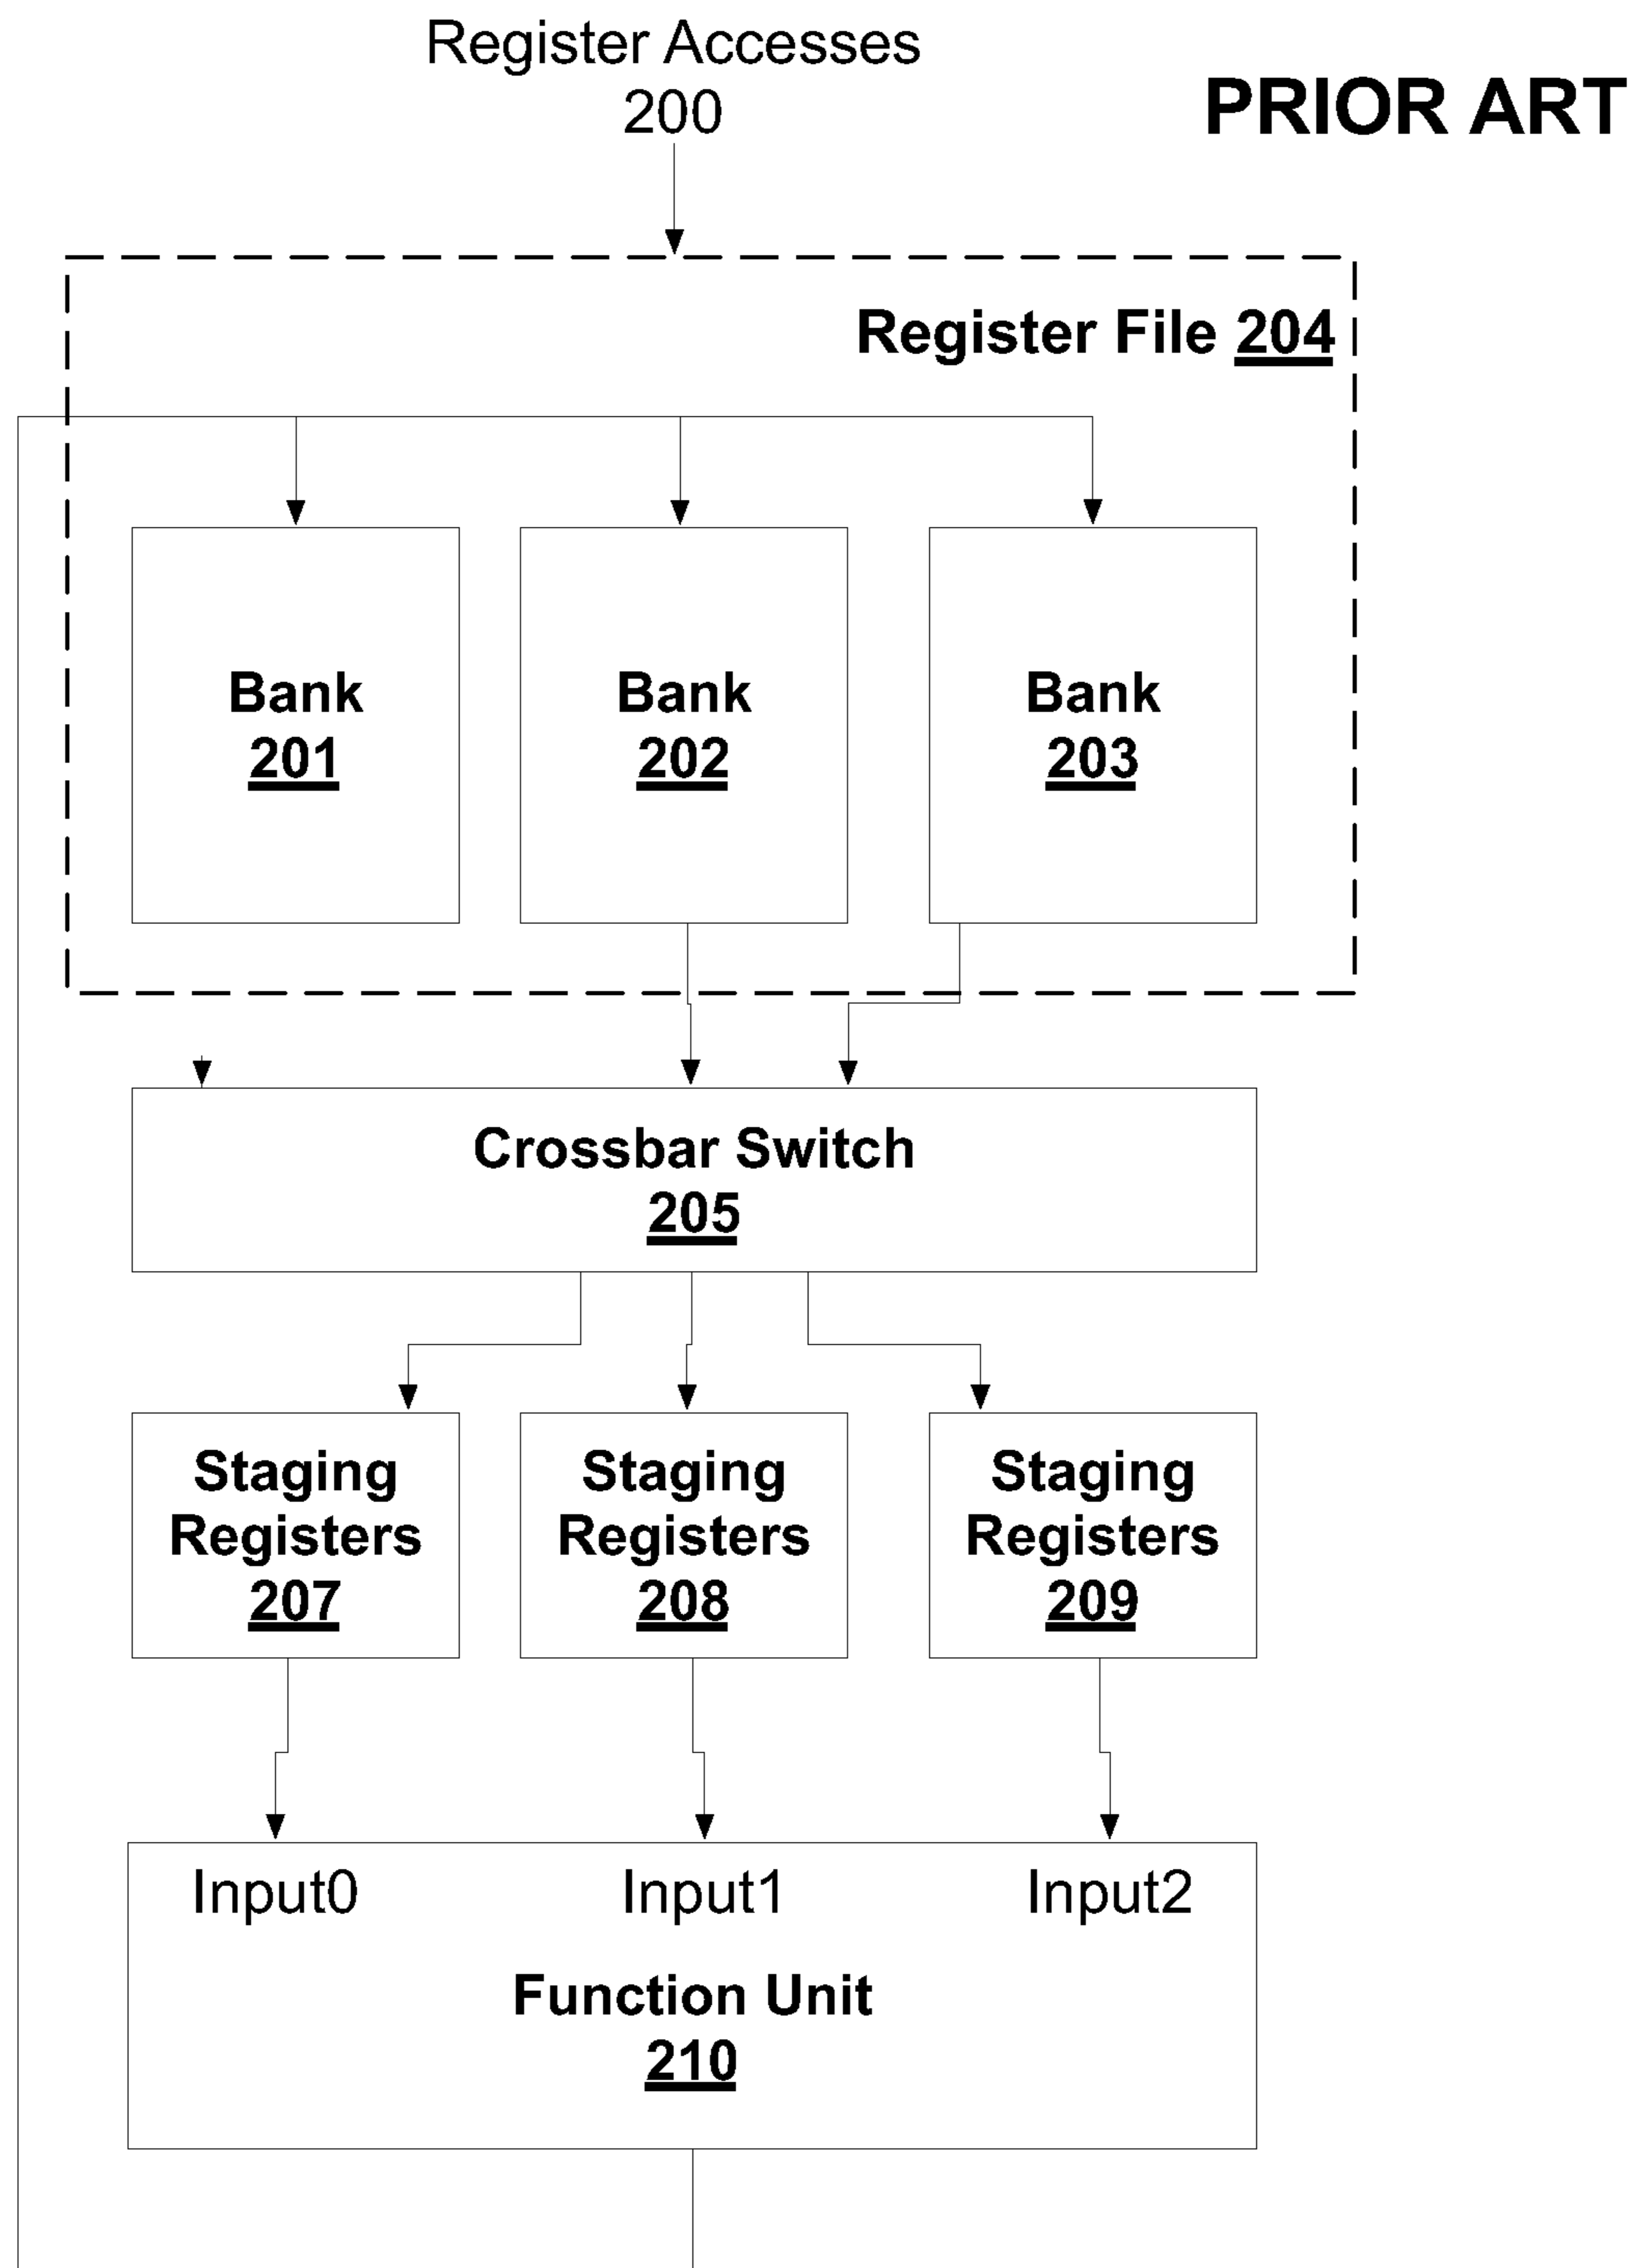 Register Accesses
200
PRIOR ART
Register File 204
Bank
201
Bank
202
Bank
203
Crossbar Switch
205
Staging
Registers
207
Staging
Registers
208
Staging
Registers
209
Input0
Input1
Input2
Function Unit
210